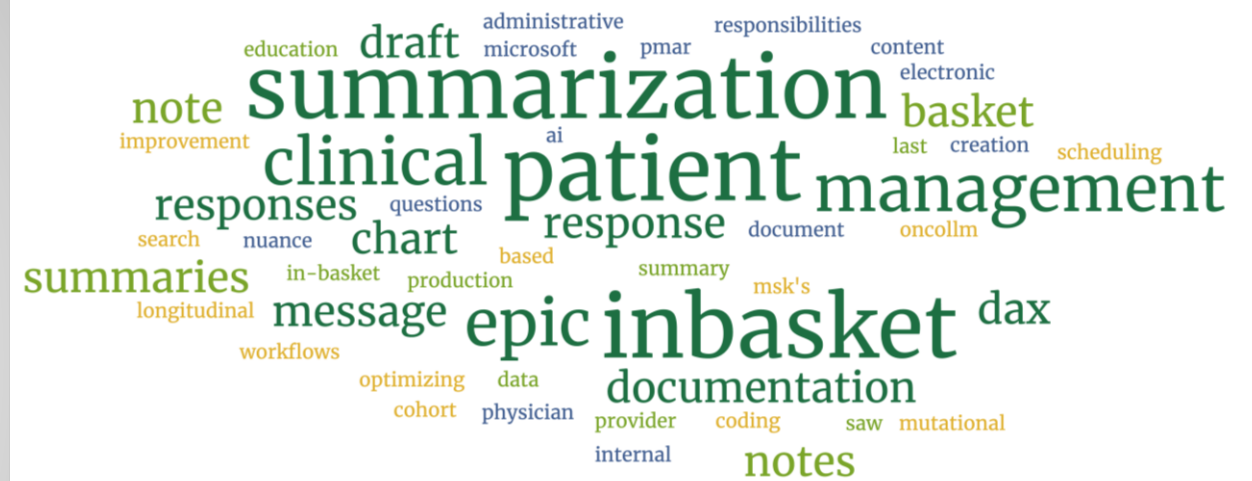 administrative responsibilities
education draft microsoft pmar content
summarization electronic
note basket
improvement ai last creation scheduling
clinical patient management
responses questions response document oncollm
search nuance chart based
summaries in-basket production summary msk's
longitudinal message epic inbasket dax
workflows
optimizing data documentation
cohort physician provider coding saw mutational
internal notes